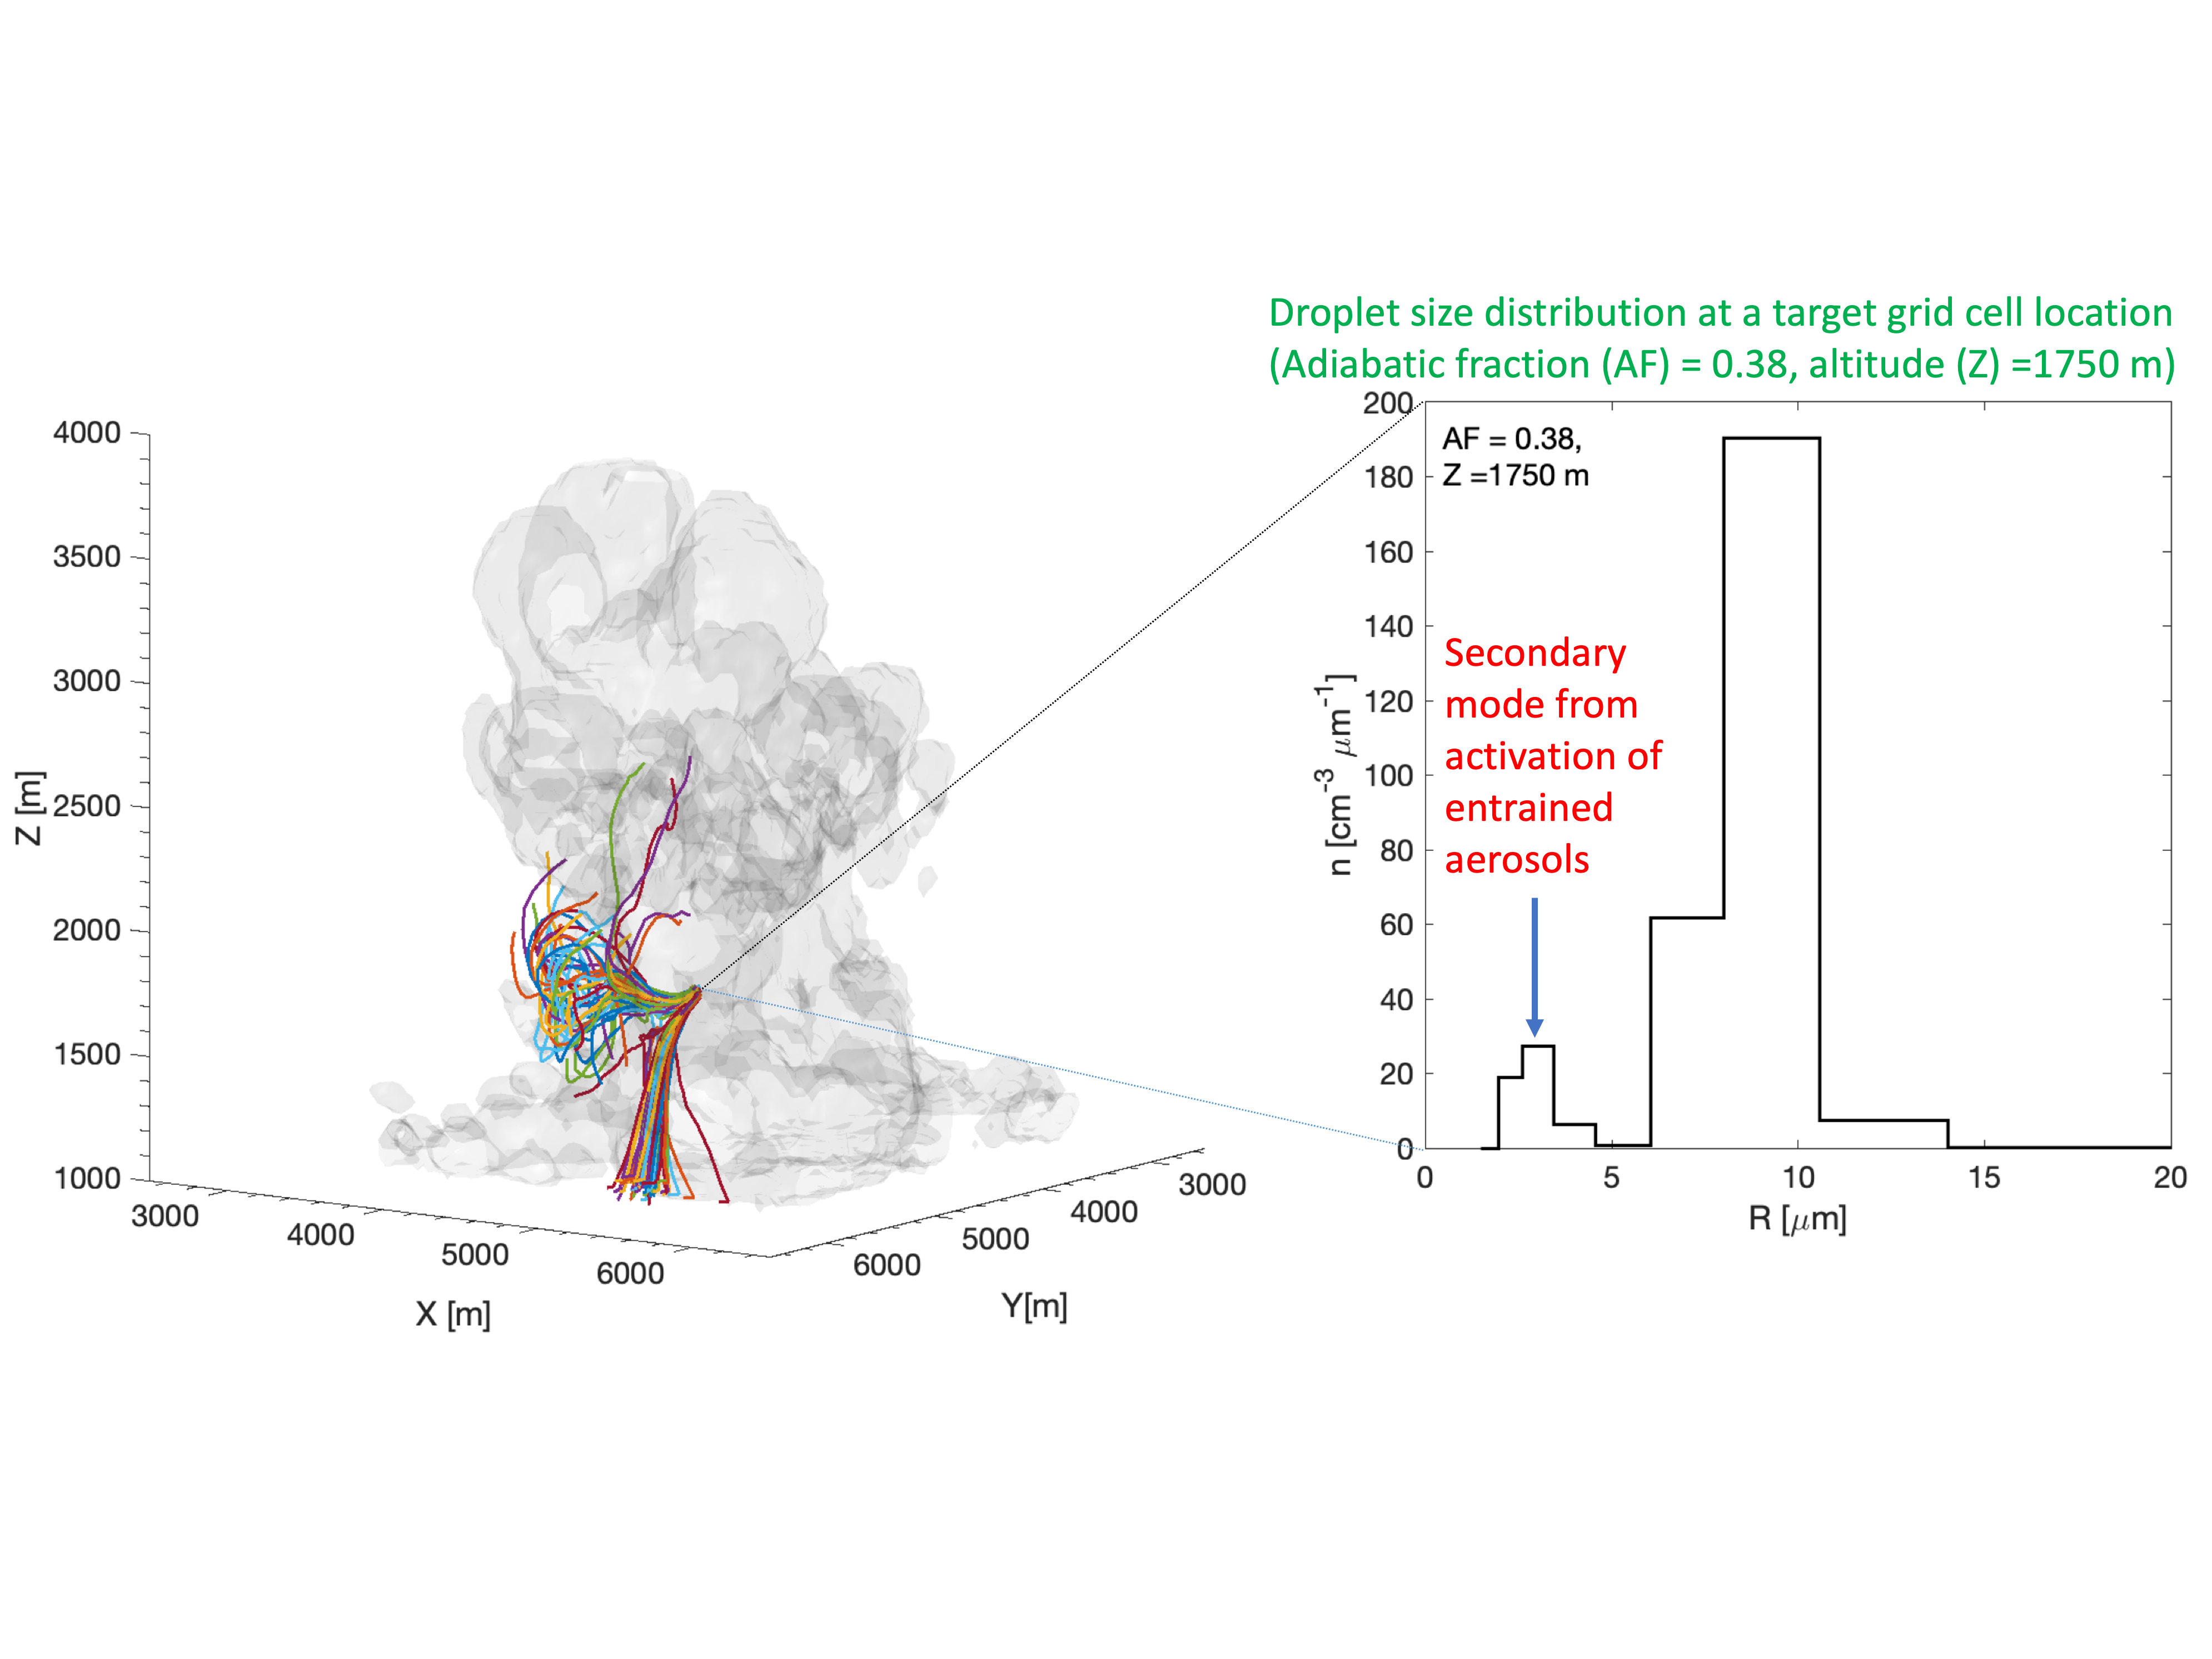 Droplet size distribution at a target grid cell location
(Adiabatic fraction (AF) = 0.38, altitude (Z) =1750 m)
4000
3500
3000
2500
2000
1500
1000
Z [m]
3000
4000
5000
6000
X [m]
6000
5000
4000
3000
Y[m]
200
180
160
140
120
100
80
60
40
20
0
n [cm⁻³ μm⁻¹]
AF = 0.38,
Z =1750 m
Secondary
mode from
activation of
entrained
aerosols
0
5
10
15
20
R [μm]